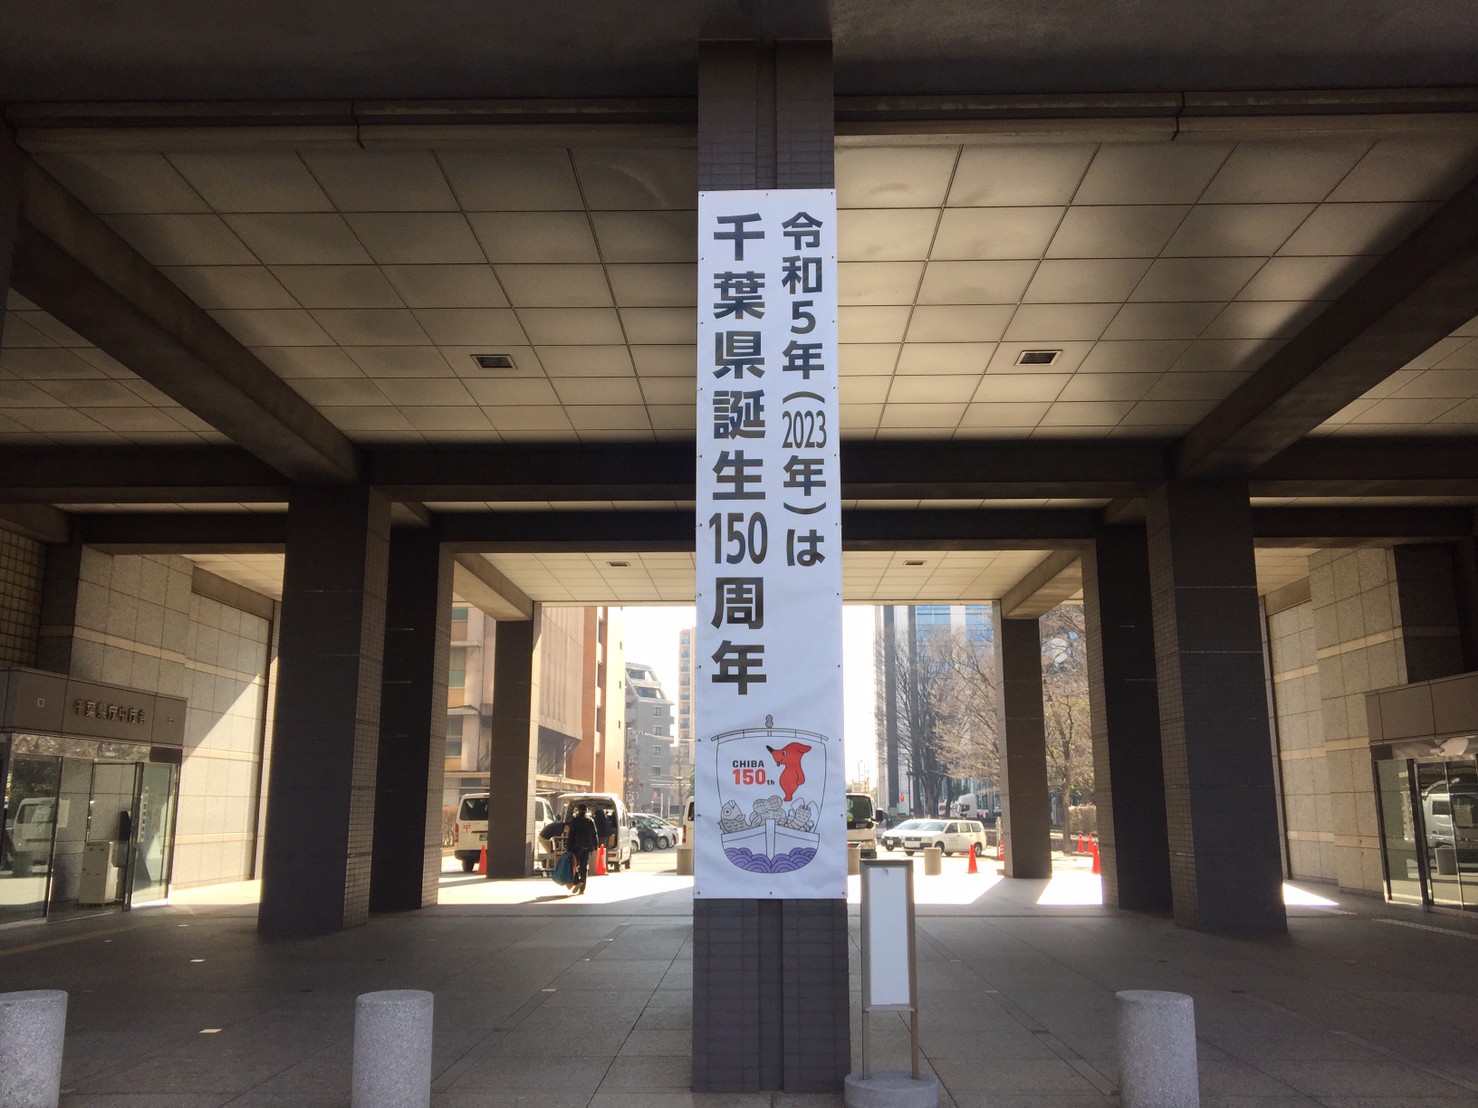 令和5年(2023年)は
千葉県誕生150周年
CHIBA
150th
千葉県庁中庁舎